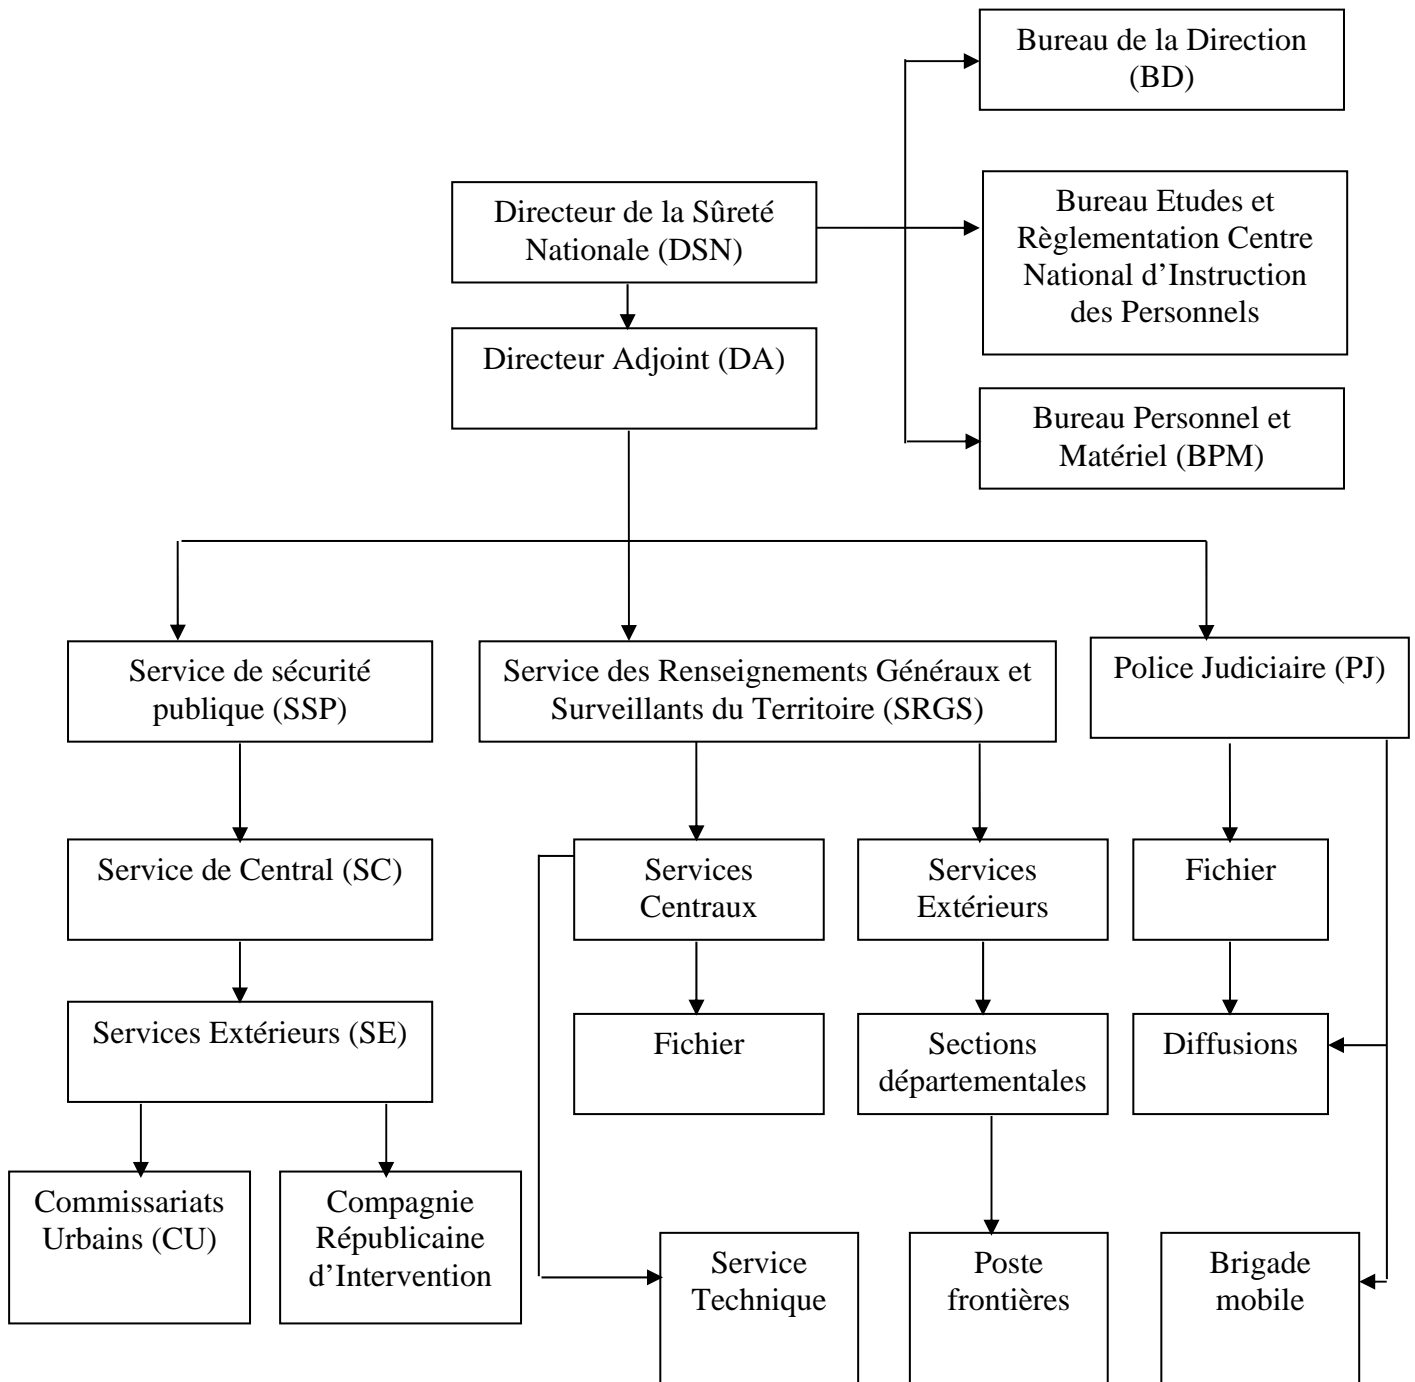 Bureau de la Direction
(BD)
Directeur de la Sûreté
Nationale (DSN)
Bureau Etudes et
Règlementation Centre
National d’Instruction
des Personnels
Directeur Adjoint (DA)
Bureau Personnel et
Matériel (BPM)
Service de sécurité
publique (SSP)
Service des Renseignements Généraux et
Surveillants du Territoire (SRGS)
Police Judiciaire (PJ)
Service de Central (SC)
Services
Centraux
Services
Extérieurs
Fichier
Services Extérieurs (SE)
Fichier
Sections
départementales
Diffusions
Commissariats
Urbains (CU)
Compagnie
Républicaine
d’Intervention
Service
Technique
Poste
frontières
Brigade
mobile